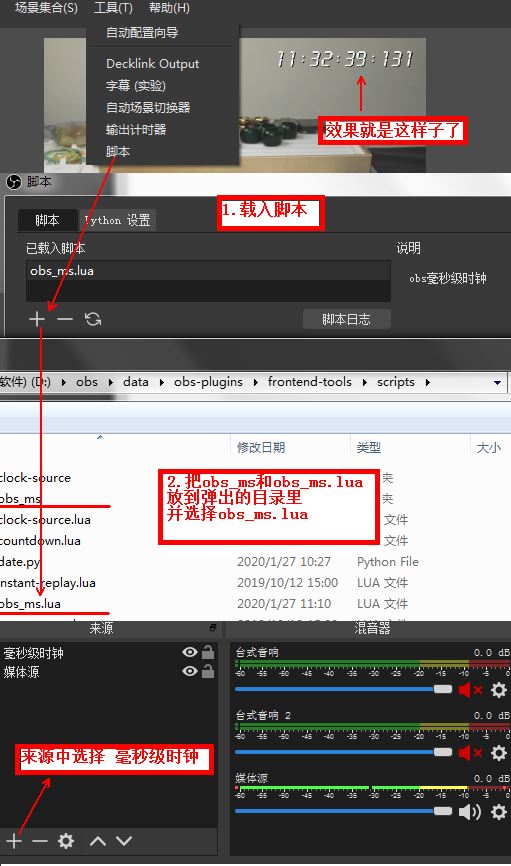 场景集合(S) 工具(T) 帮助(H)
自动配置向导
Decklink Output
字幕 (实验)
自动场景切换器
输出计时器
脚本
11:32:39:131
效果就是这样子了
脚本
1.载入脚本
脚本 Python 设置
已载入脚本 说明
obs_ms.lua
obs毫秒级时钟
脚本日志
软件) (D:) obs data obs-plugins frontend-tools scripts
修改日期 类型 大小
clock-source 夹
obs_ms 夹
2.把obs_ms和obs_ms.lua
放到弹出的目录里
并选择obs_ms.lua
clock-source.lua 文件
countdown.lua 文件
date.py 2020/1/27 10:27 Python File
instant-replay.lua 2019/10/12 15:00 LUA 文件
obs_ms.lua 2020/1/27 11:10 LUA 文件
来源 混音器
毫秒级时钟
媒体源
来源中选择 毫秒级时钟
台式音响 0.0 dB
-60 -55 -50 -45 -40 -35 -30 -25 -20 -15 -10 -5 0
台式音响 2 0.0 dB
-60 -55 -50 -45 -40 -35 -30 -25 -20 -15 -10 -5 0
媒体源 0.0 dB
-60 -55 -50 -45 -40 -35 -30 -25 -20 -15 -10 -5 0